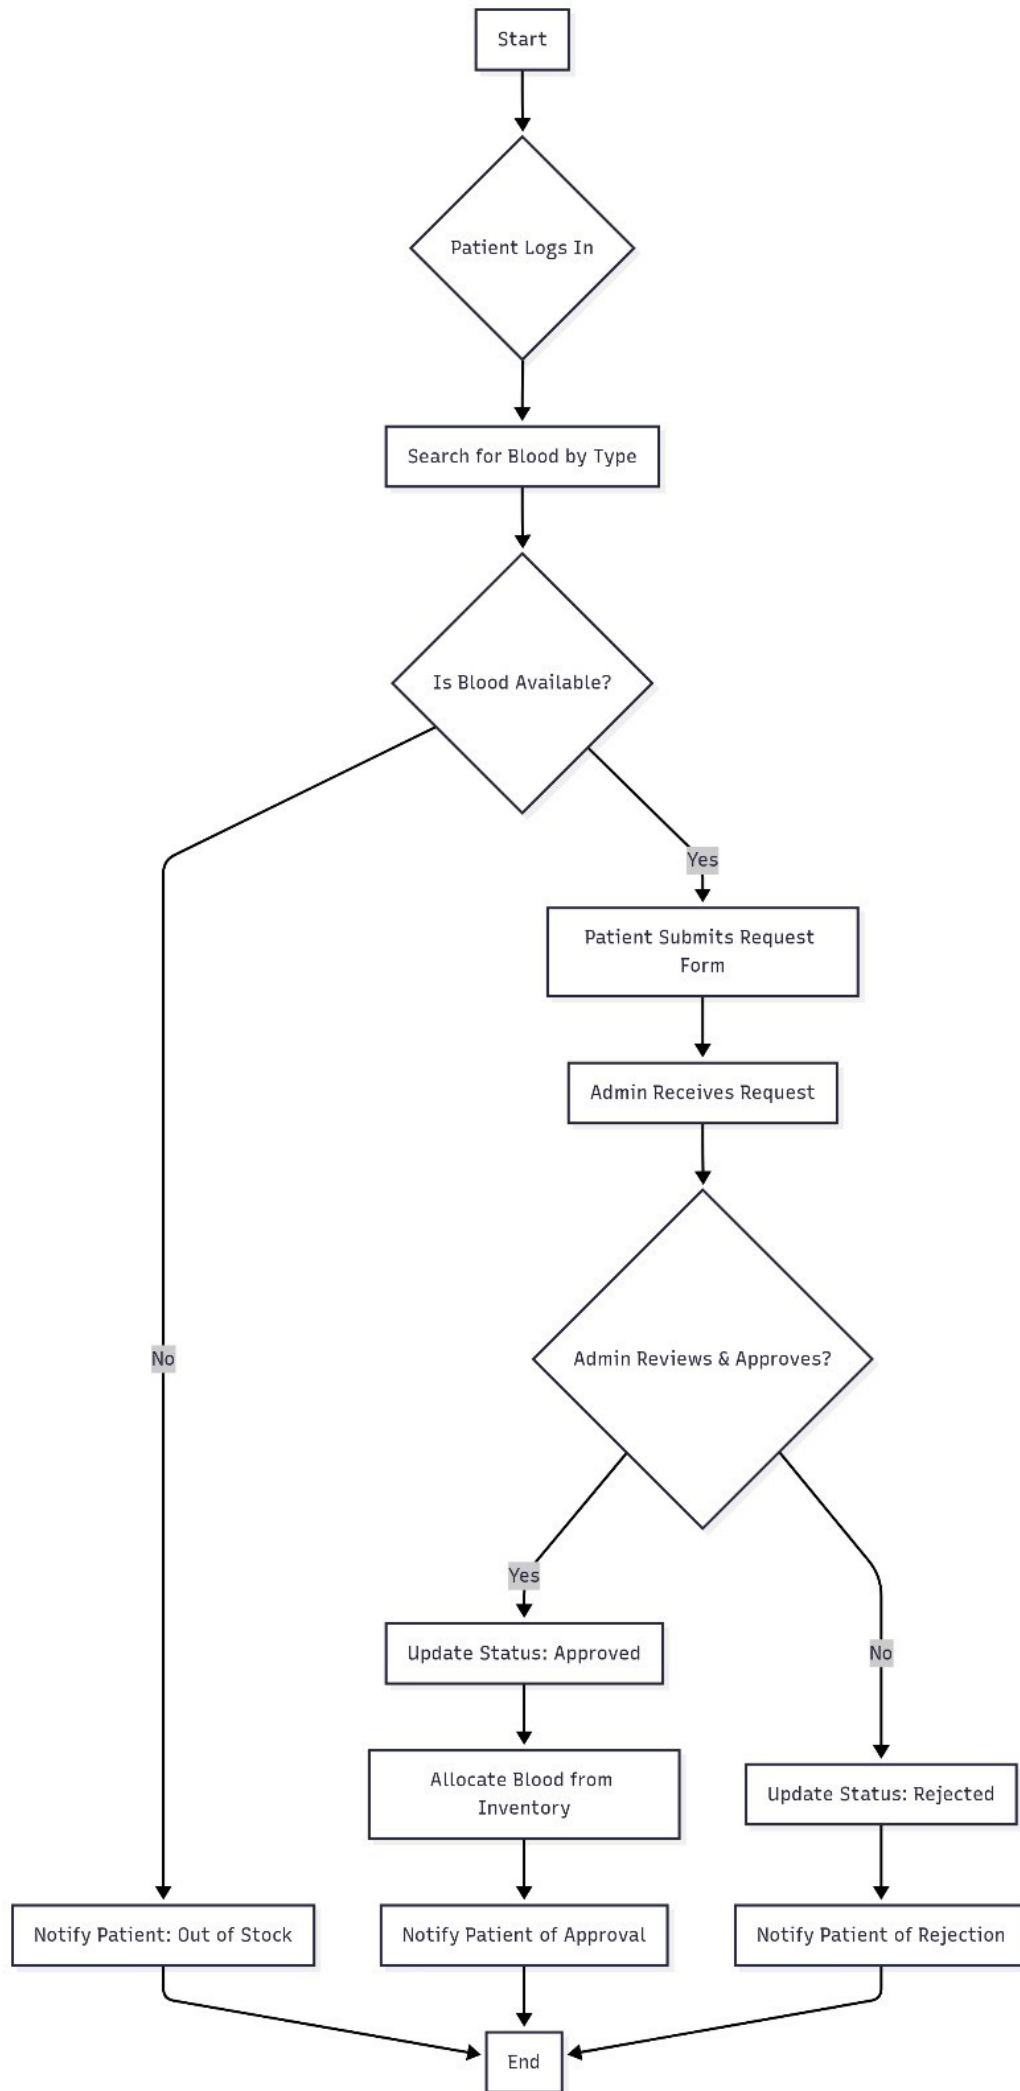 Start
Patient Logs In
Search for Blood by Type
Is Blood Available?
Yes
Patient Submits Request
Form
Admin Receives Request
No
Admin Reviews & Approves?
Yes
No
Update Status: Approved
Allocate Blood from
Inventory
Update Status: Rejected
Notify Patient: Out of Stock
Notify Patient of Approval
Notify Patient of Rejection
End